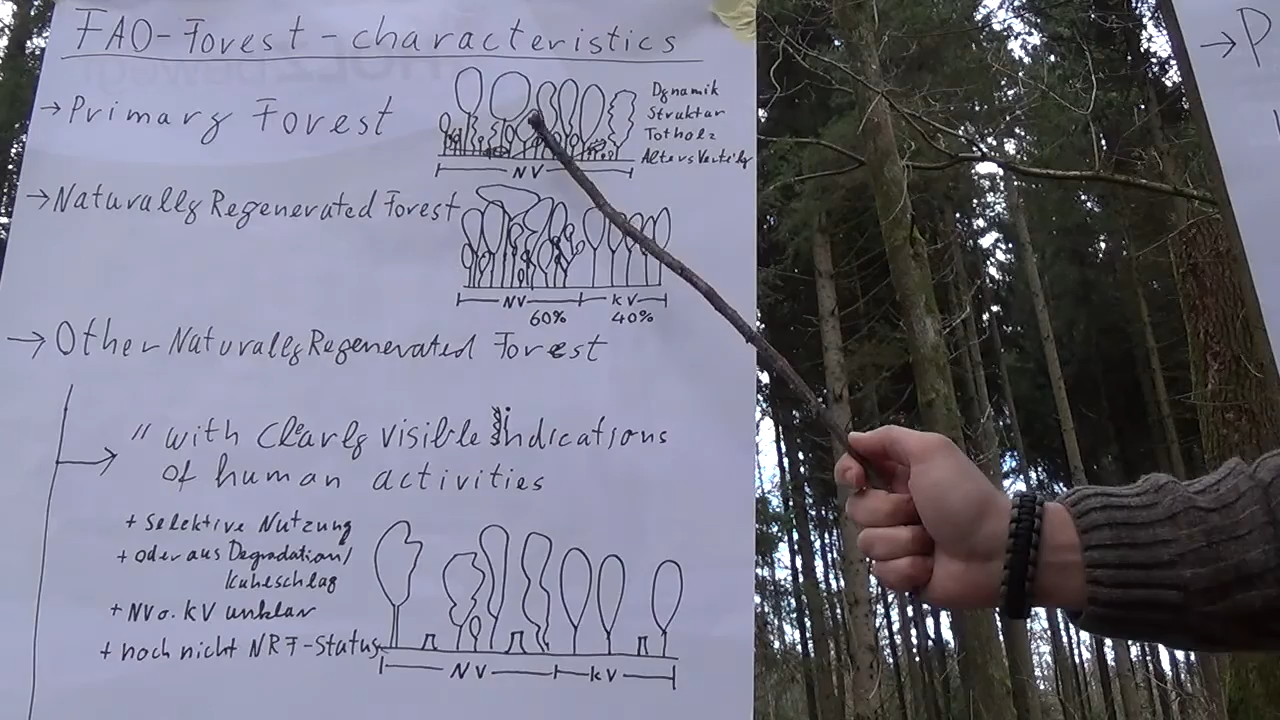 FAO-Forest-characteristics
→Primary Forest
Dynamik
Struktur
Totholz
NV
→Naturally Regenerated Forest
NV kV
60% 40%
→Other Naturally Regenerated Forest
" with Clearly visible indications
of human activities
+ Selektive Nutzung
+ oder aus Degradation/
Kahlschlag
+ NV o. KV unklar
+ noch nicht NRF-Status
NV kV
→P